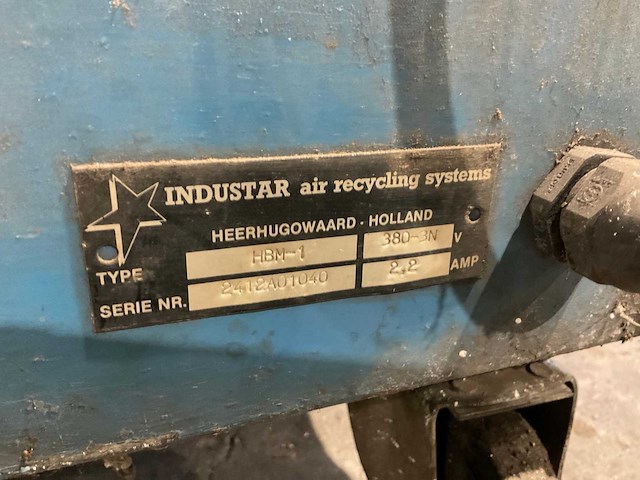 INDUSTAR air recycling systems
HEERHUGOWAARD - HOLLAND
TYPE HBM-1 380-3N V
SERIE NR. 2412A01040 2,2 AMP